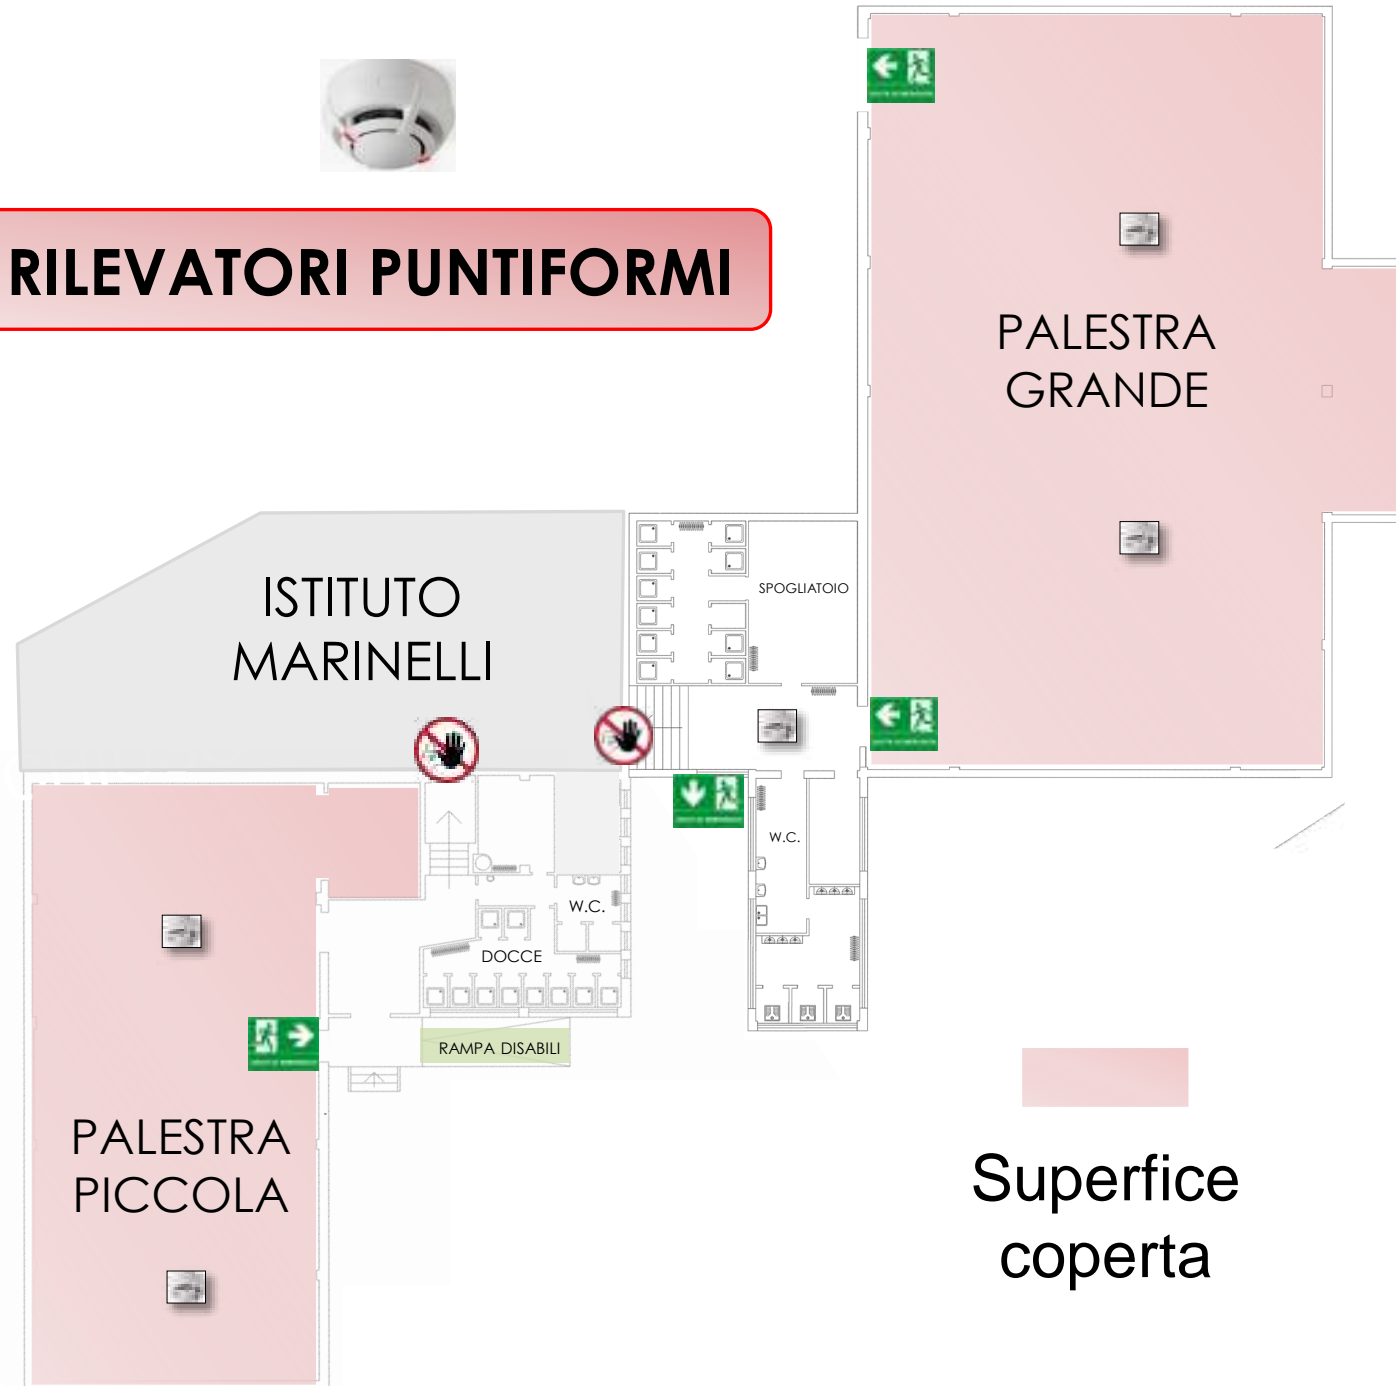 RILEVATORI PUNTIFORMI
PALESTRA
GRANDE
ISTITUTO
MARINELLI
SPOGLIATOIO
W.C.
W.C.
DOCCE
RAMPA DISABILI
PALESTRA
PICCOLA
Superfice
coperta